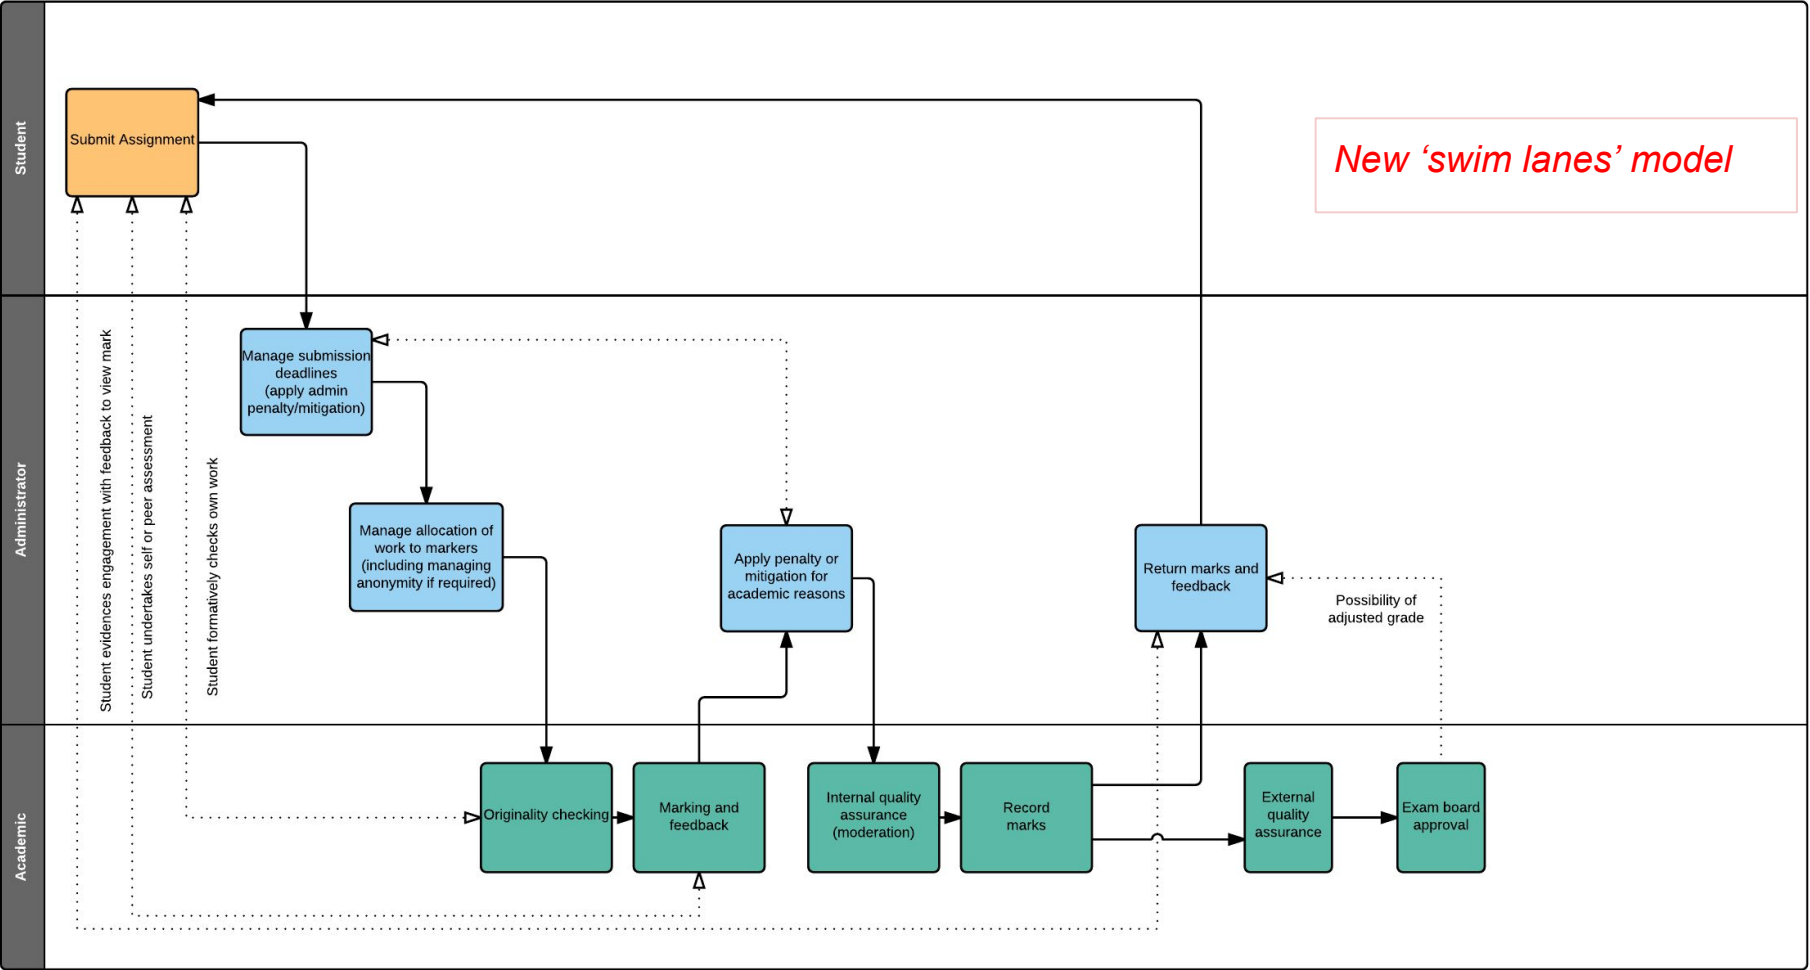 Student
Submit Assignment
New ‘swim lanes’ model
Administrator
Student evidences engagement with feedback to view mark
Student undertakes self or peer assessment
Student formatively checks own work
Manage submission
deadlines
(apply admin
penalty/mitigation)
Manage allocation of
work to markers
(including managing
anonymity if required)
Apply penalty or
mitigation for
academic reasons
Return marks and
feedback
Possibility of
adjusted grade
Academic
Originality checking
Marking and
feedback
Internal quality
assurance
(moderation)
Record
marks
External
quality
assurance
Exam board
approval